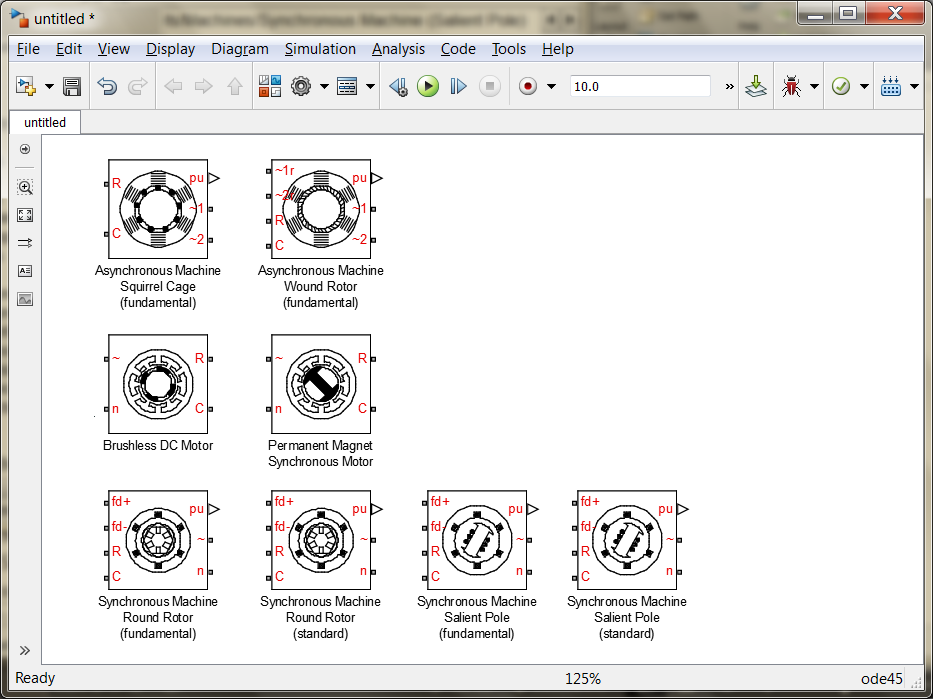 untitled *
File Edit View Display Diagram Simulation Analysis Code Tools Help
10.0 »
untitled
R pu ~1 C ~2
~1r pu ~1 R C ~2
Asynchronous Machine
Squirrel Cage
(fundamental)
Asynchronous Machine
Wound Rotor
(fundamental)
~ R n C
~ R n C
Brushless DC Motor
Permanent Magnet
Synchronous Motor
fd+ pu fd- ~ R n C
fd+ pu fd- ~ R n C
fd+ pu fd- ~ R n C
fd+ pu fd- ~ R n C
Synchronous Machine
Round Rotor
(fundamental)
Synchronous Machine
Round Rotor
(standard)
Synchronous Machine
Salient Pole
(fundamental)
Synchronous Machine
Salient Pole
(standard)
Ready 125% ode45